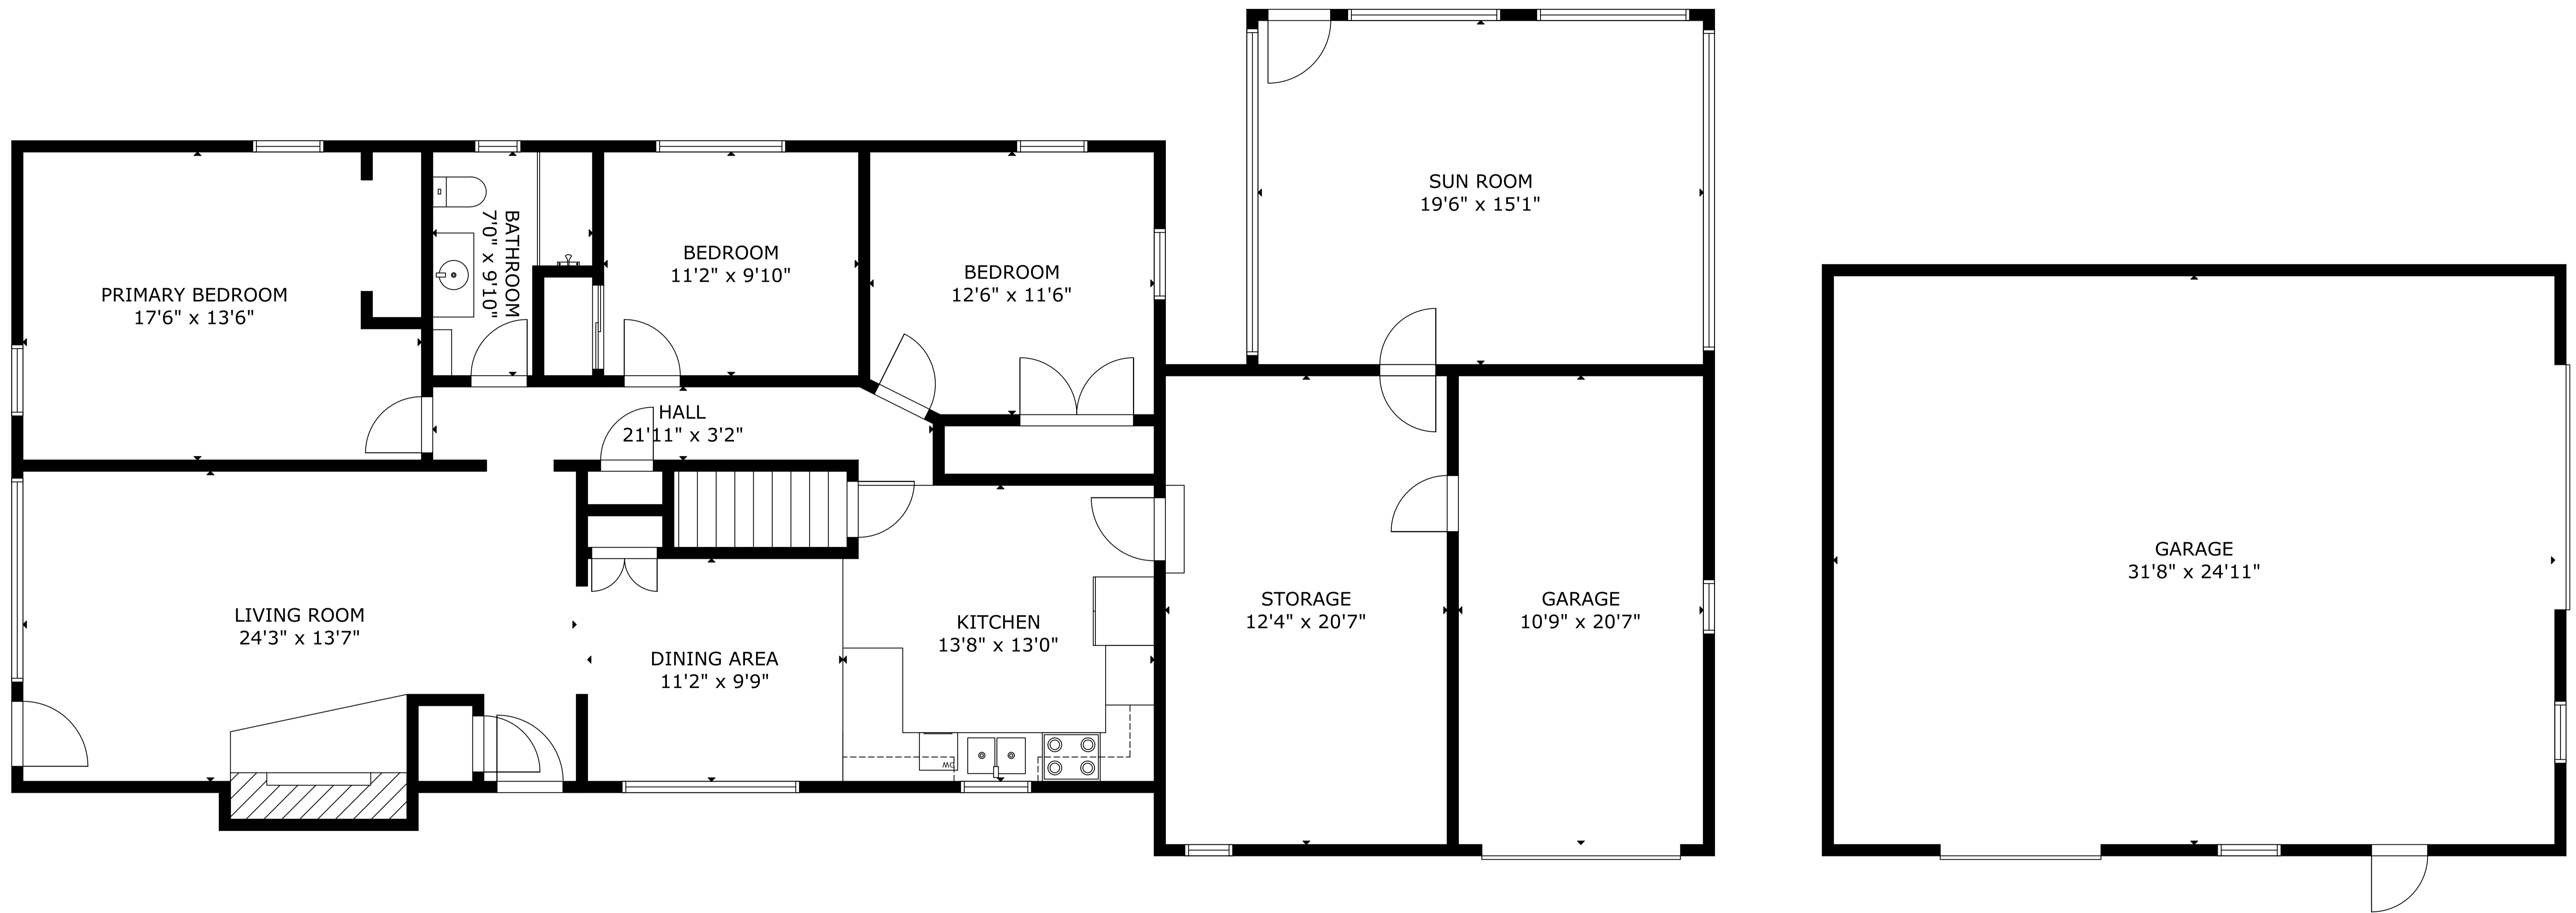 SUN ROOM
19'6" x 15'1"
BATHROOM
7'0" x 9'10"
BEDROOM
11'2" x 9'10"
BEDROOM
12'6" x 11'6"
PRIMARY BEDROOM
17'6" x 13'6"
HALL
21'11" x 3'2"
GARAGE
31'8" x 24'11"
LIVING ROOM
24'3" x 13'7"
DINING AREA
11'2" x 9'9"
KITCHEN
13'8" x 13'0"
STORAGE
12'4" x 20'7"
GARAGE
10'9" x 20'7"